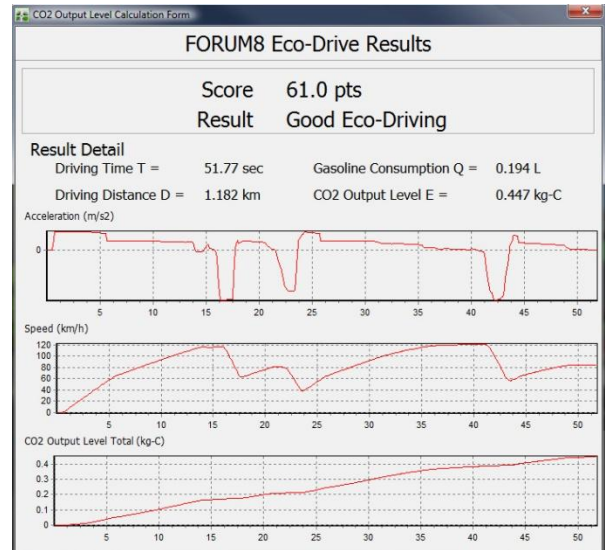 CO2 Output Level Calculation Form
FORUM8 Eco-Drive Results
Score 61.0 pts
Result Good Eco-Driving
Result Detail
Driving Time T = 51.77 sec Gasoline Consumption Q = 0.194 L
Driving Distance D = 1.182 km CO2 Output Level E = 0.447 kg-C
Acceleration (m/s2)
0
5 10 15 20 25 30 35 40 45 50
Speed (km/h)
120
100
80
60
40
20
0
5 10 15 20 25 30 35 40 45 50
CO2 Output Level Total (kg-C)
0.4
0.3
0.2
0.1
0
5 10 15 20 25 30 35 40 45 50